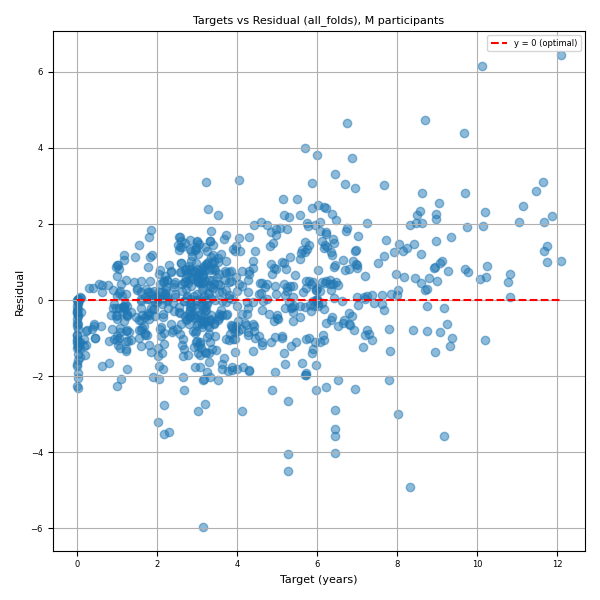 Targets vs Residual (all_folds), M participants
y = 0 (optimal)
6
4
2
0
−2
−4
−6
Residual
0 2 4 6 8 10 12
Target (years)